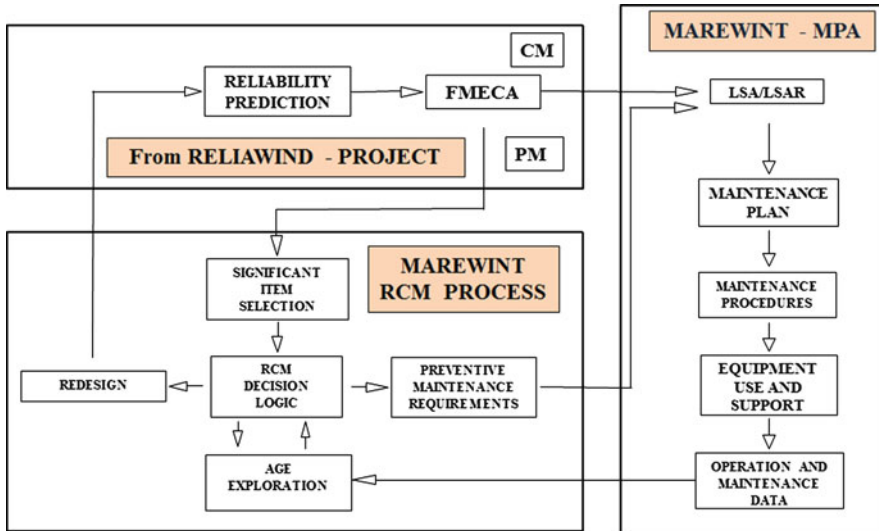 CM
RELIABILITY
PREDICTION
FMECA
From RELIAWIND - PROJECT
PM
MAREWINT
RCM PROCESS
SIGNIFICANT
ITEM
SELECTION
REDESIGN
RCM
DECISION
LOGIC
PREVENTIVE
MAINTENANCE
REQUIREMENTS
AGE
EXPLORATION
MAREWINT - MPA
LSA/LSAR
MAINTENANCE
PLAN
MAINTENANCE
PROCEDURES
EQUIPMENT
USE AND
SUPPORT
OPERATION AND
MAINTENANCE
DATA